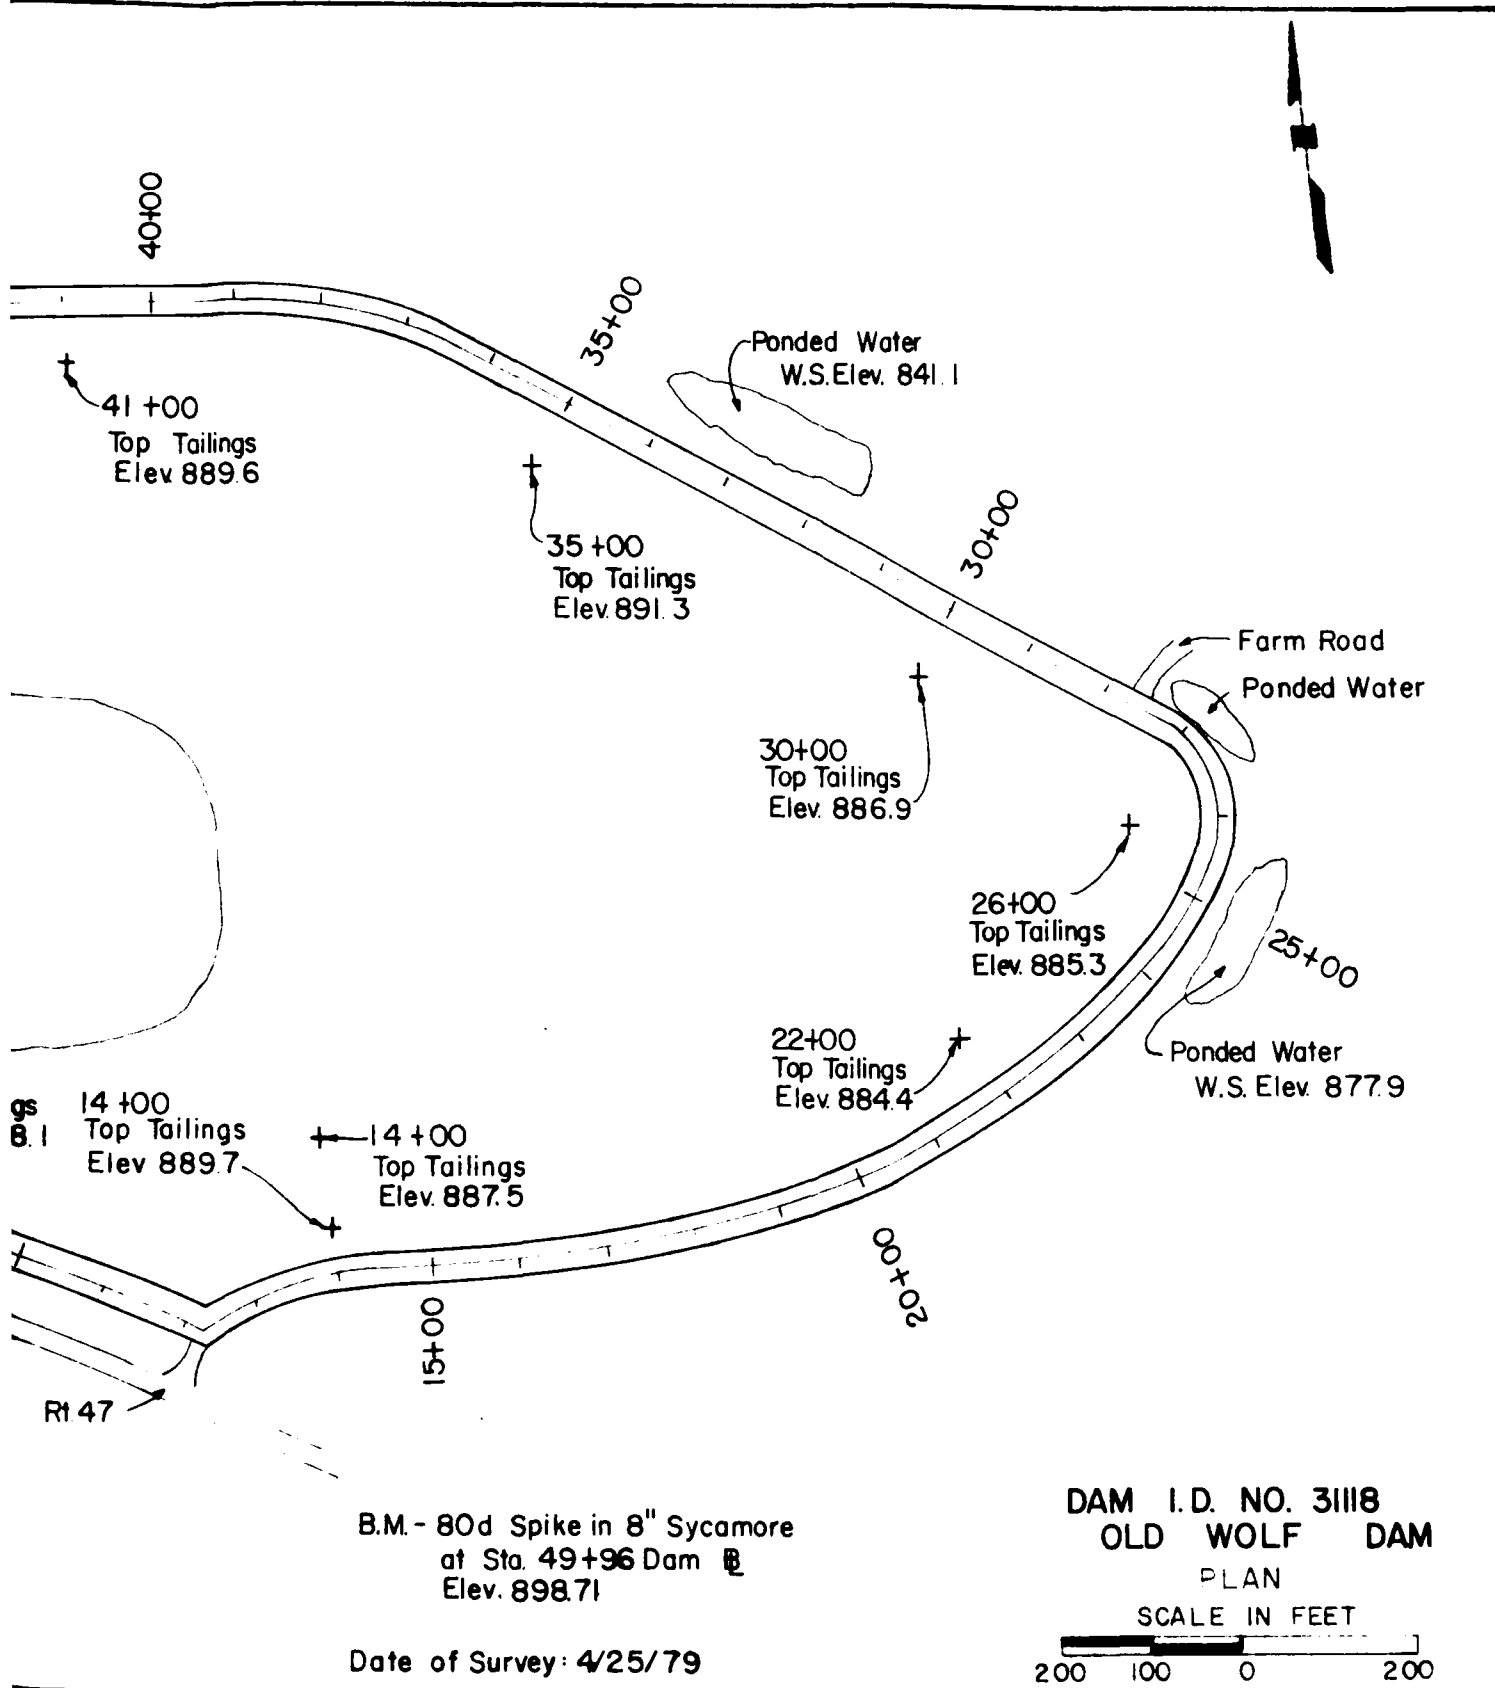 40+00
35+00
Ponded Water
W.S. Elev. 841.1
41+00
Top Tailings
Elev. 889.6
30+00
35+00
Top Tailings
Elev. 891.3
Farm Road
Ponded Water
30+00
Top Tailings
Elev. 886.9
26+00
Top Tailings
Elev. 885.3
25+00
22+00
Top Tailings
Elev. 884.4
Ponded Water
W.S. Elev. 877.9
gs
8.1
14+00
Top Tailings
Elev 889.7
14+00
Top Tailings
Elev. 887.5
20+00
15+00
Rt. 47
B.M. - 80d Spike in 8" Sycamore
at Sta. 49+96 Dam
Elev. 898.71
Date of Survey: 4/25/79
DAM I.D. NO. 31118
OLD WOLF DAM
PLAN
SCALE IN FEET
200 100 0 200